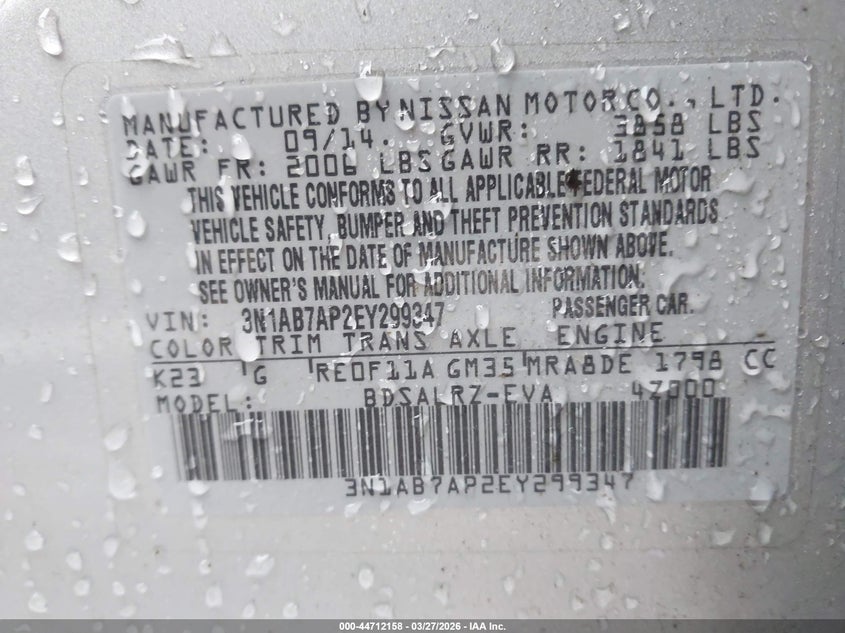 MANUFACTURED BY NISSAN MOTOR CO., LTD.
DATE: 09/14. GVWR: 3858 LBS
GAWR FR: 2006 LBS GAWR RR: 1841 LBS
THIS VEHICLE CONFORMS TO ALL APPLICABLE FEDERAL MOTOR
VEHICLE SAFETY, BUMPER AND THEFT PREVENTION STANDARDS
IN EFFECT ON THE DATE OF MANUFACTURE SHOWN ABOVE.
SEE OWNER'S MANUAL FOR ADDITIONAL INFORMATION.
VIN: 3N1AB7AP2EY299347 PASSENGER CAR.
COLOR TRIM TRANS AXLE ENGINE
K23 G RE0F11A GM35 MRA8DE 1798 CC
MODEL: BDSALRZ-EVA 4Z000
3N1AB7AP2EY299347
000-44712158 - 03/27/2026 - IAA Inc.